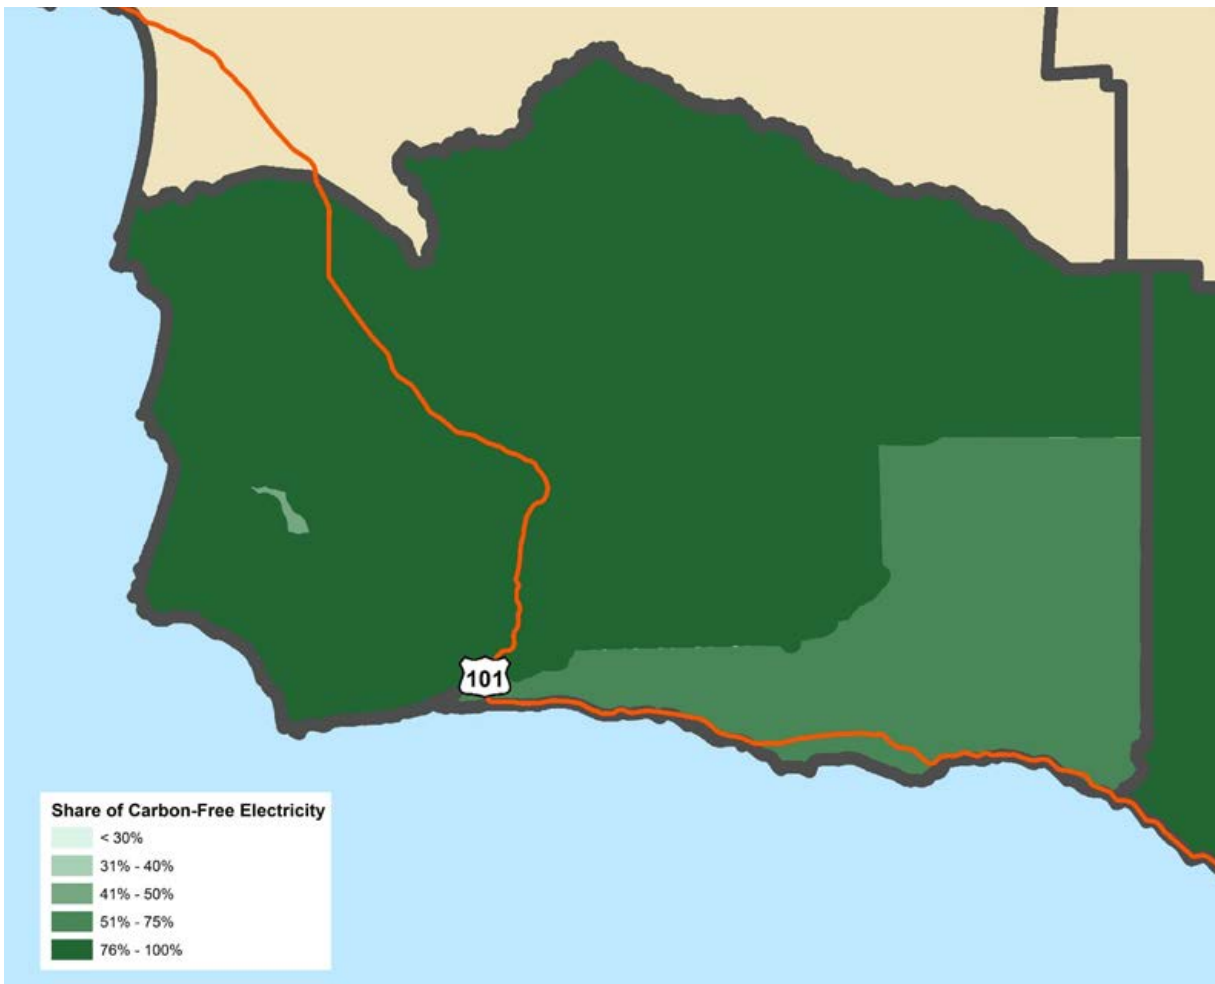 101
Share of Carbon-Free Electricity
< 30%
31% - 40%
41% - 50%
51% - 75%
76% - 100%